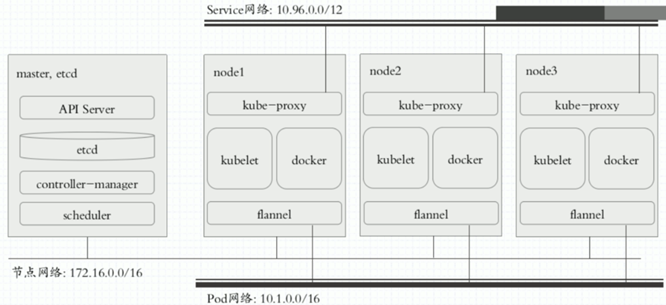 Service网络: 10.96.0.0/12
master, etcd
API Server
etcd
controller-manager
scheduler
node1
kube-proxy
kubelet
docker
flannel
node2
kube-proxy
kubelet
docker
flannel
node3
kube-proxy
kubelet
docker
flannel
节点网络: 172.16.0.0/16
Pod网络: 10.1.0.0/16